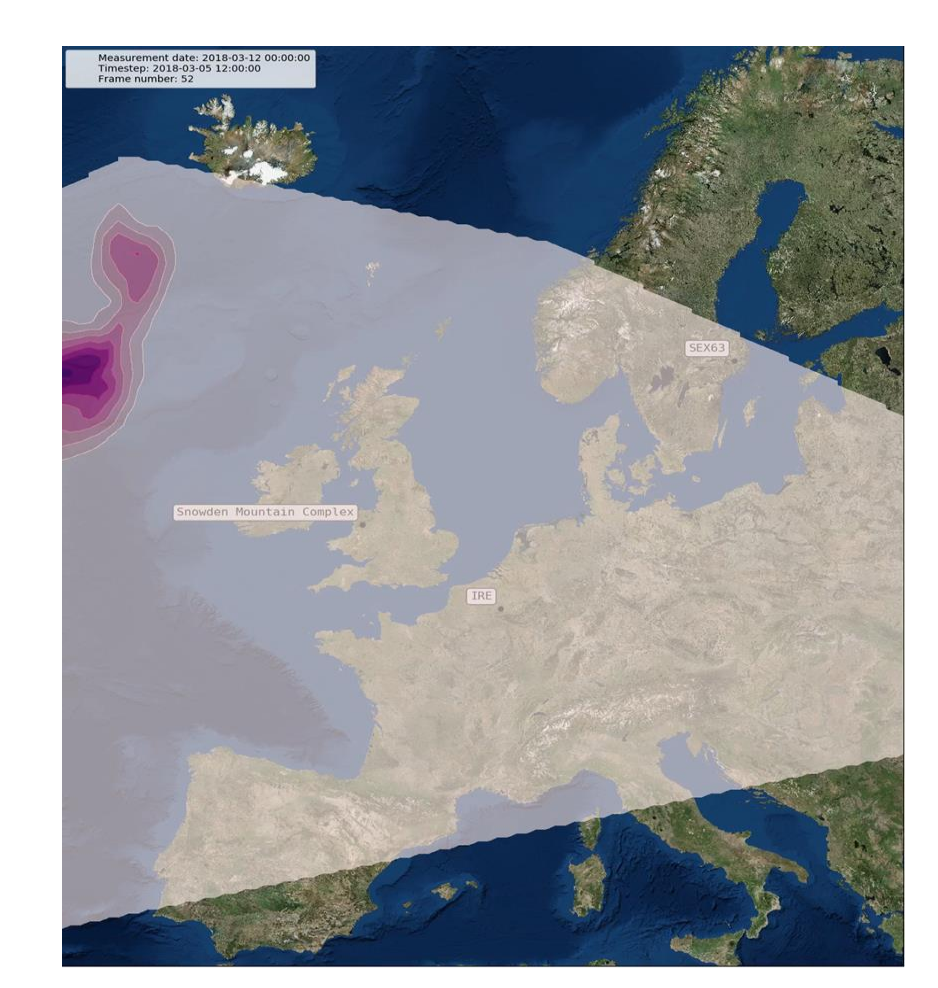 Measurement date: 2018-03-12 00:00:00
Timestep: 2018-03-05 12:00:00
Frame number: 52
SEX63
Snowden Mountain Complex
IRE